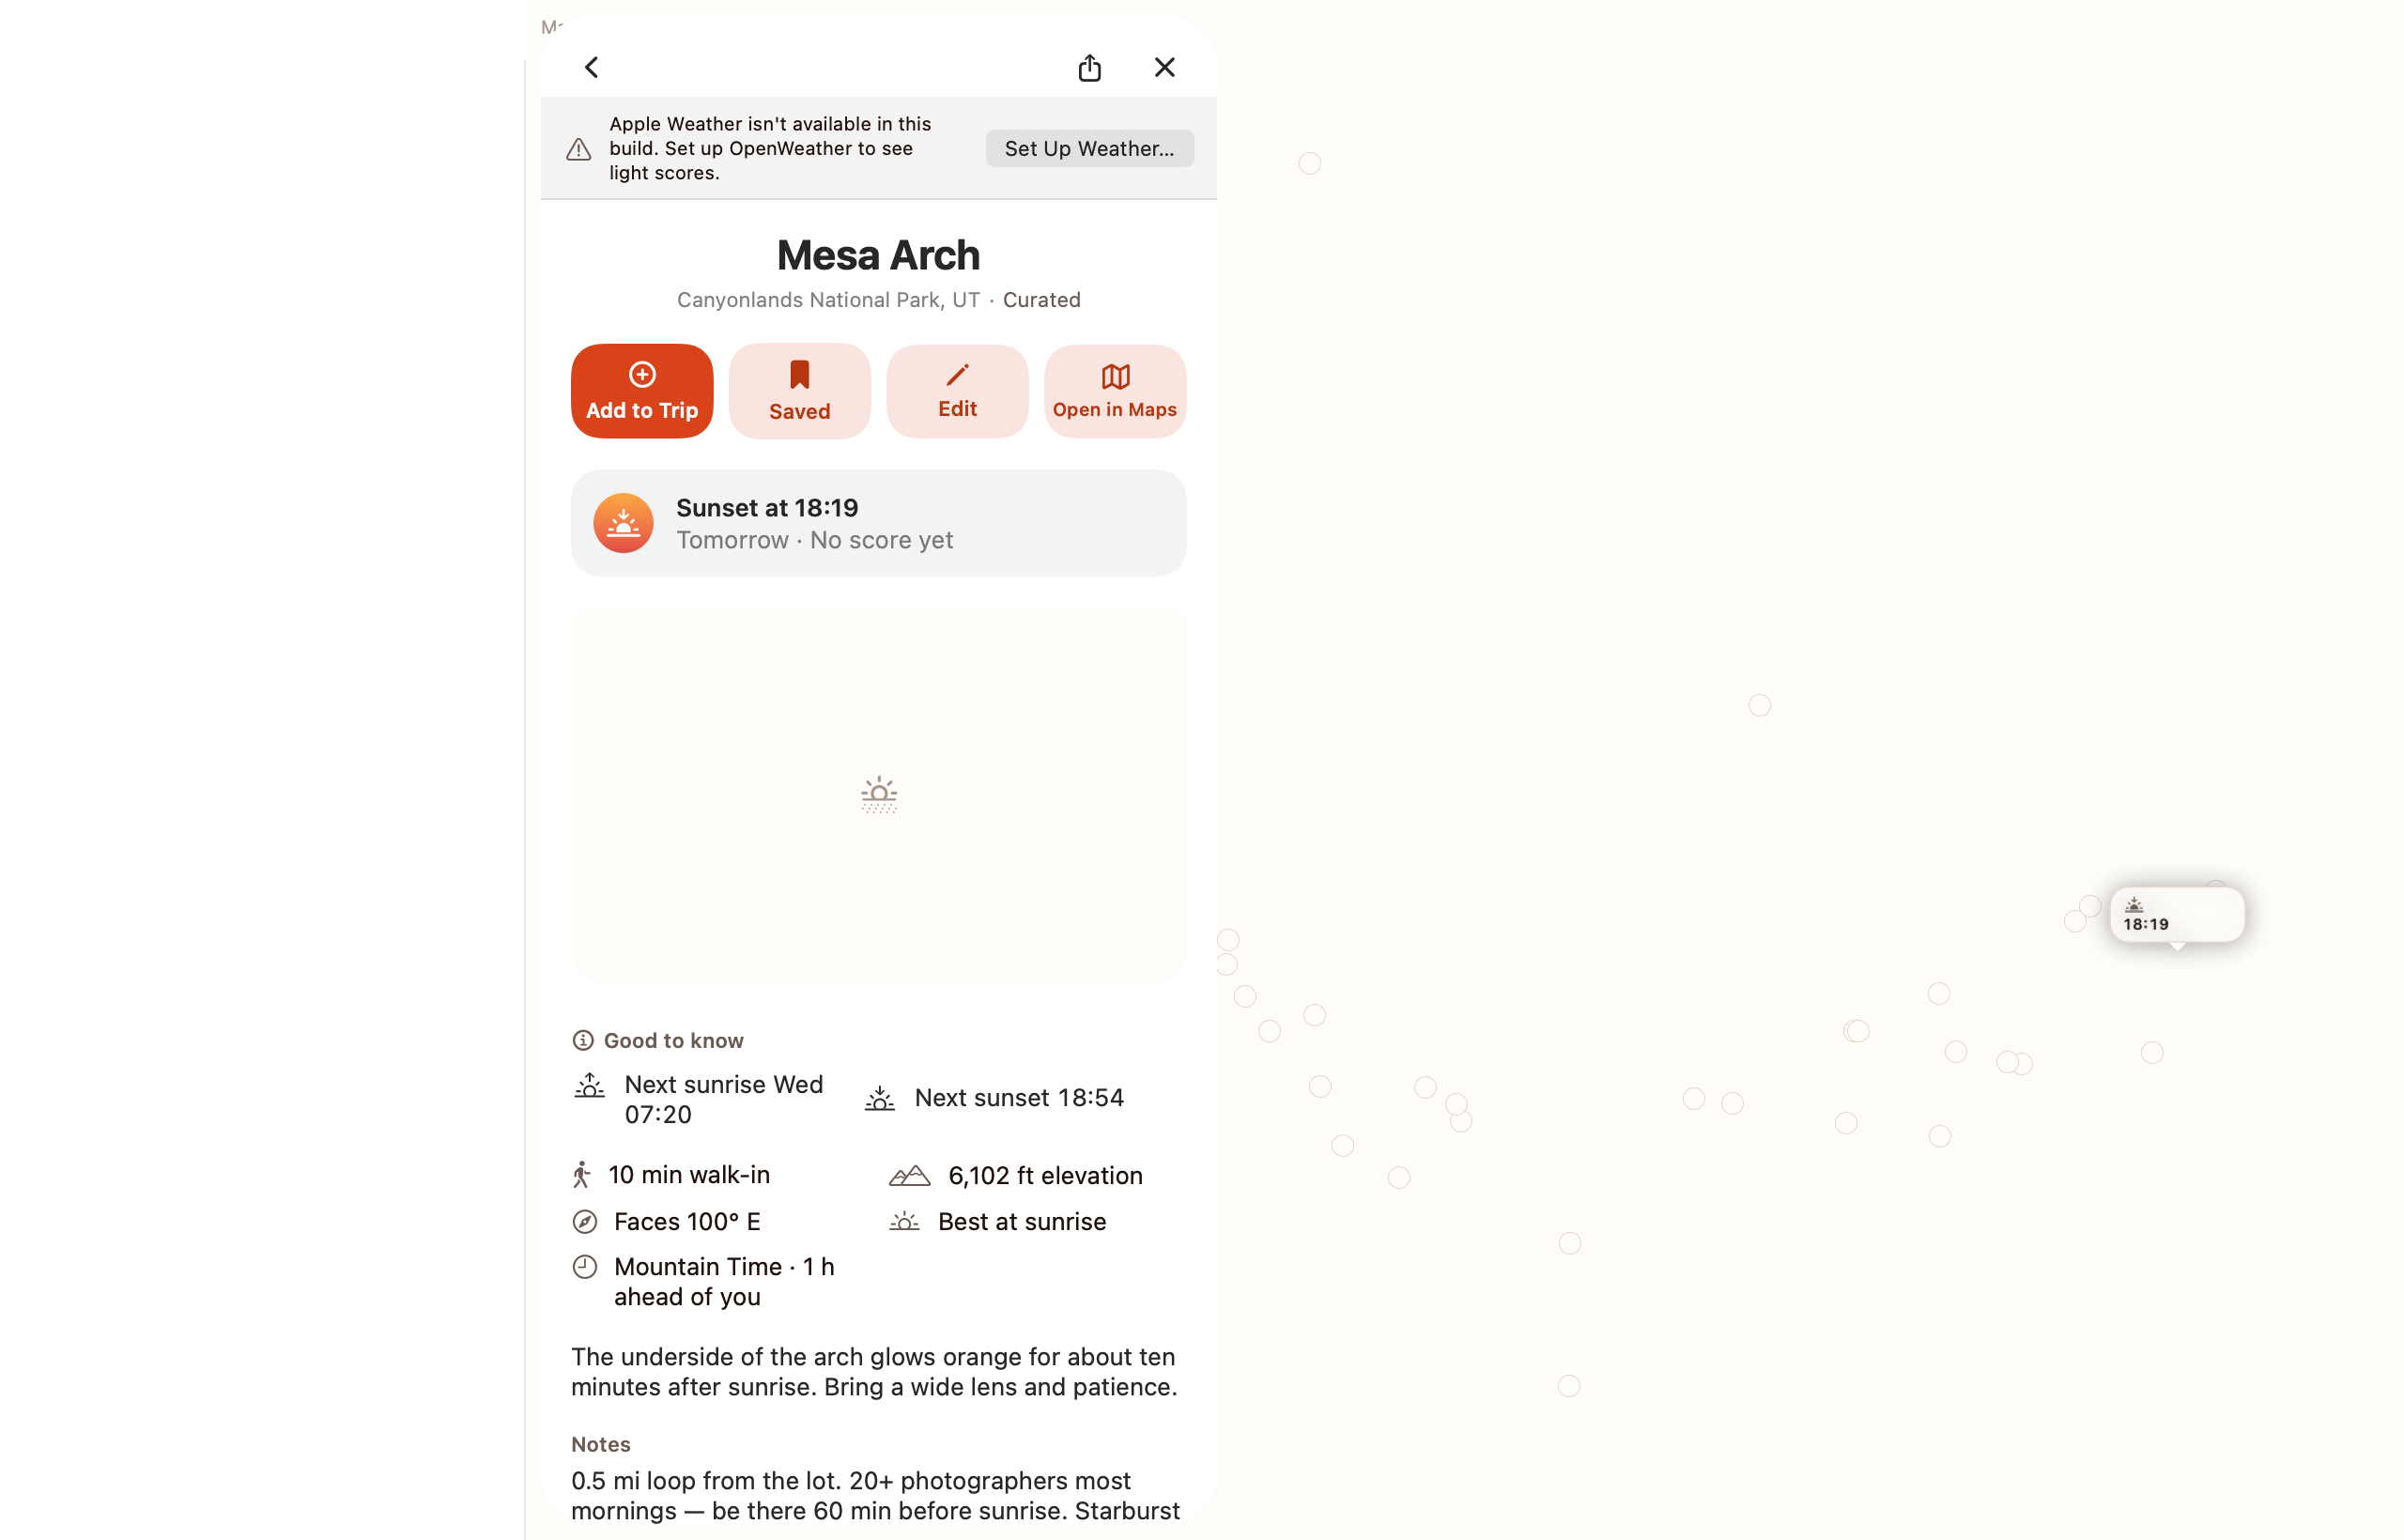 Apple Weather isn't available in this
build. Set up OpenWeather to see
light scores.
Set Up Weather...
Mesa Arch
Canyonlands National Park, UT · Curated
Add to Trip
Saved
Edit
Open in Maps
Sunset at 18:19
Tomorrow · No score yet
18:19
Good to know
Next sunrise Wed
07:20
Next sunset 18:54
10 min walk-in
6,102 ft elevation
Faces 100° E
Best at sunrise
Mountain Time · 1 h
ahead of you
The underside of the arch glows orange for about ten
minutes after sunrise. Bring a wide lens and patience.
Notes
0.5 mi loop from the lot. 20+ photographers most
mornings — be there 60 min before sunrise. Starburst